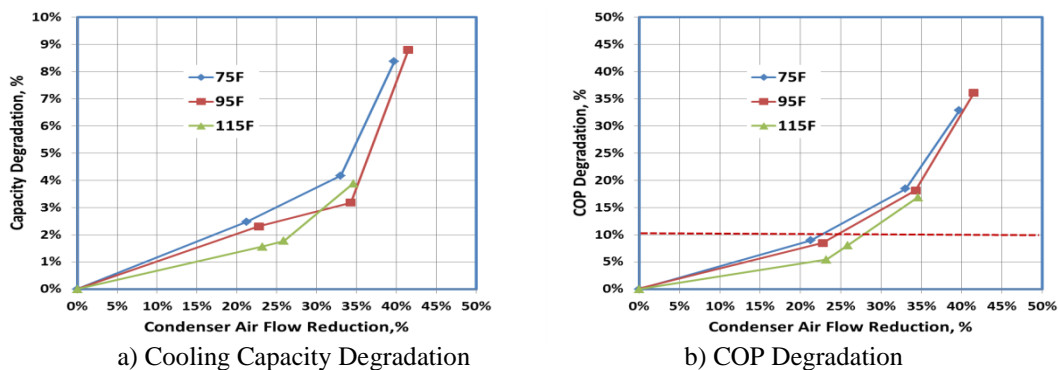 10%
9%
8%
7%
6%
5%
4%
3%
2%
1%
0%
Capacity Degradation, %
75F
95F
115F
0% 5% 10% 15% 20% 25% 30% 35% 40% 45% 50%
Condenser Air Flow Reduction,%
a) Cooling Capacity Degradation
50%
45%
40%
35%
30%
25%
20%
15%
10%
5%
0%
COP Degradation, %
75F
95F
115F
0% 5% 10% 15% 20% 25% 30% 35% 40% 45% 50%
Condenser Air Flow Reduction, %
b) COP Degradation